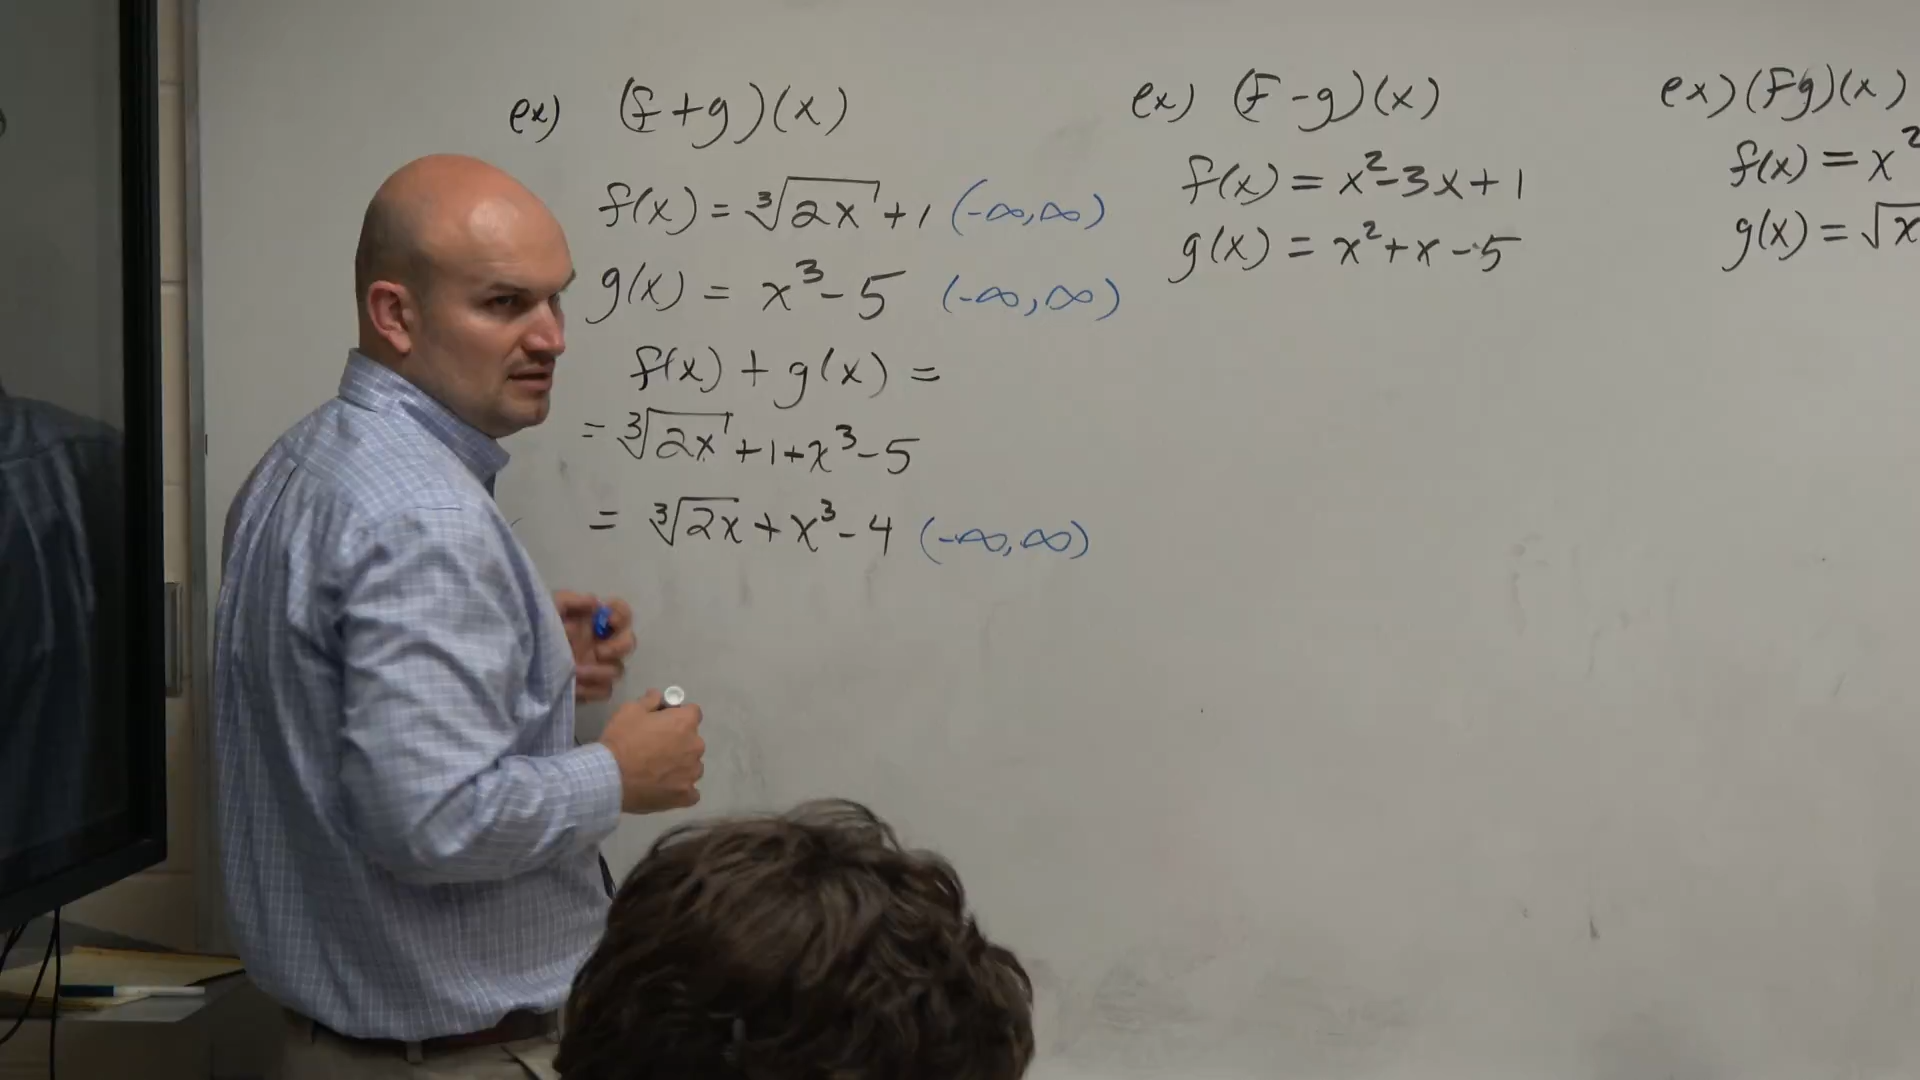 ex) (f+g)(x)
f(x) = ∛2x + 1 (-∞,∞)
g(x) = x³-5 (-∞,∞)
f(x) + g(x) =
= ∛2x +1+x³-5
= ∛2x + x³-4 (-∞,∞)
ex) (f-g)(x)
f(x) = x²-3x+1
g(x) = x²+x-5
ex) (fg)(x)
f(x) = x²
g(x) = √x